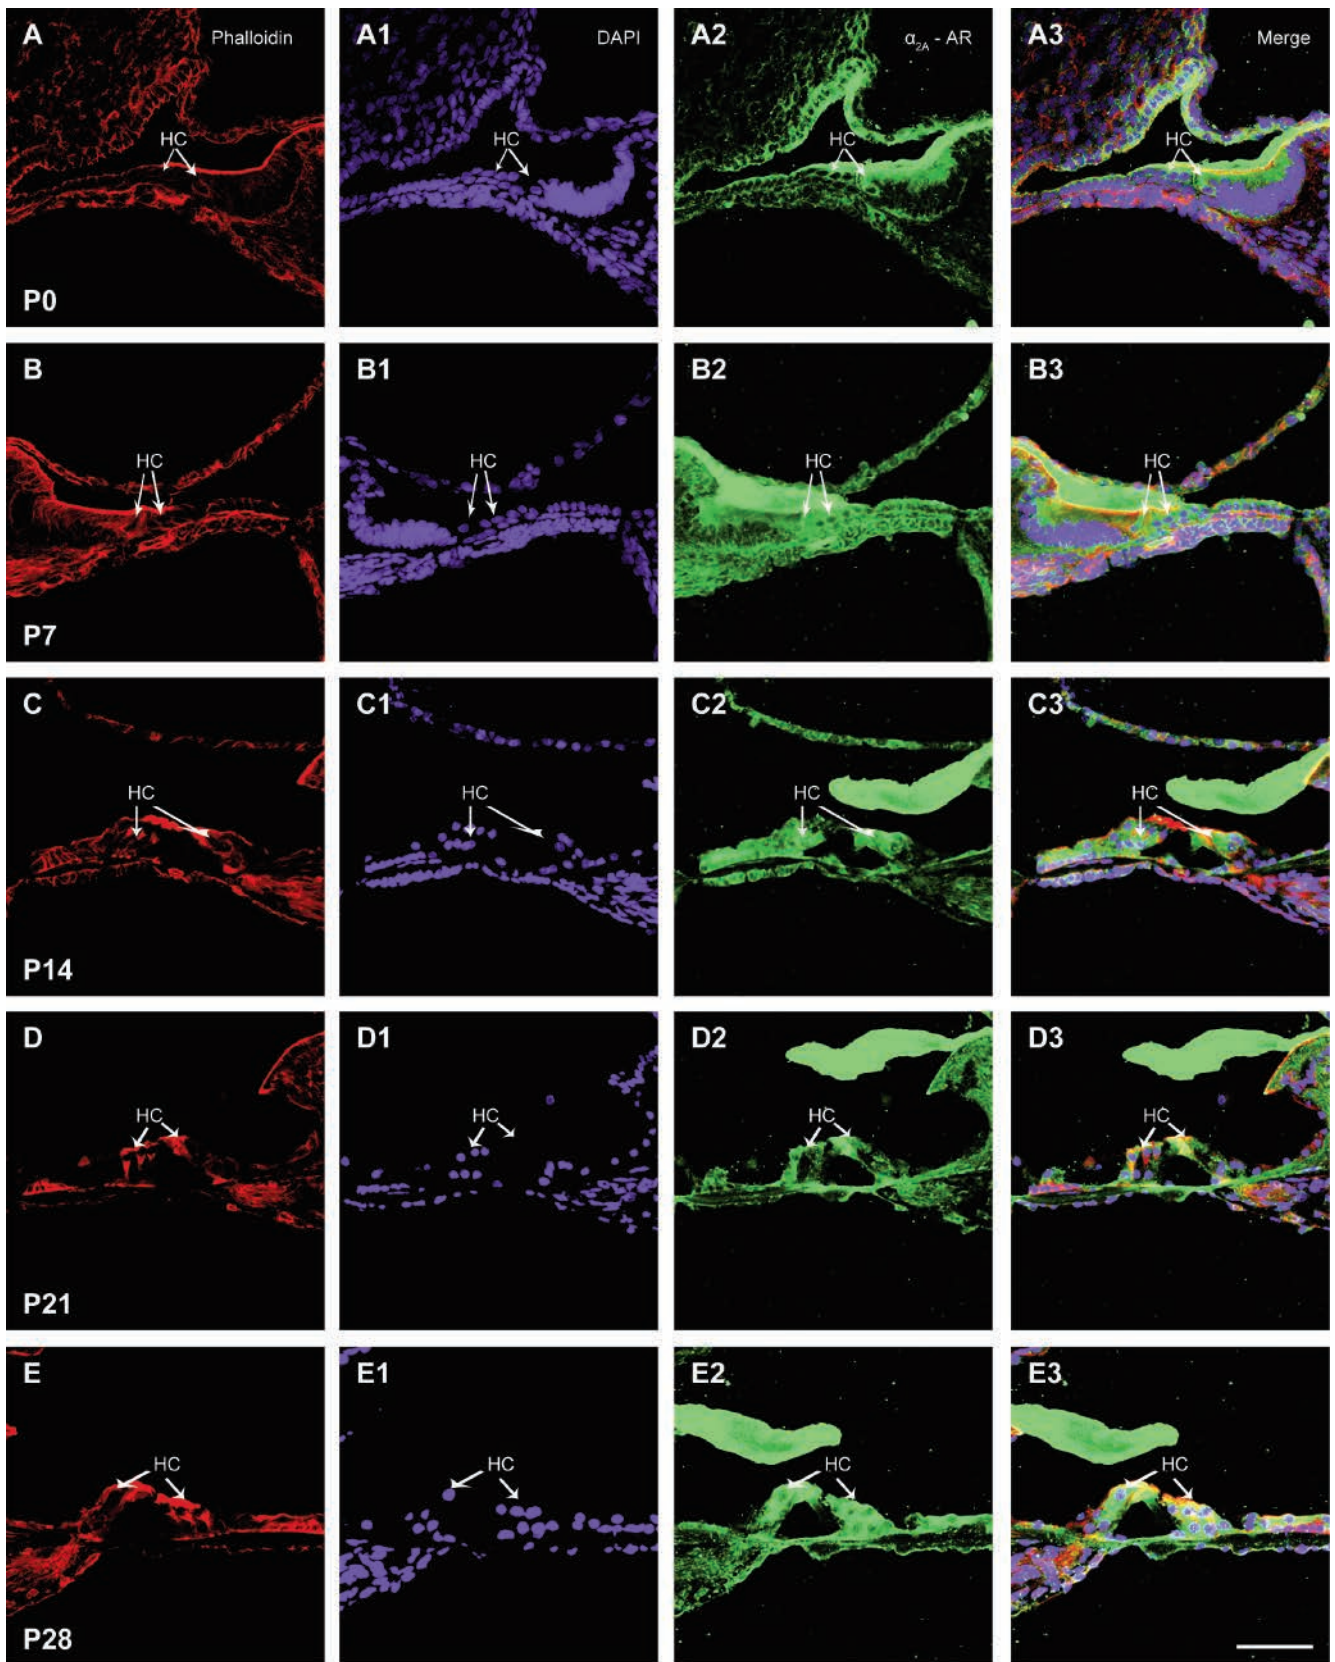 A Phalloidin A1 DAPI A2 α2A - AR A3 Merge
HC HC HC HC
P0
B B1 B2 B3
HC HC HC HC
P7
C C1 C2 C3
HC HC HC HC
P14
D D1 D2 D3
HC HC HC HC
P21
E E1 E2 E3
HC HC HC HC
P28